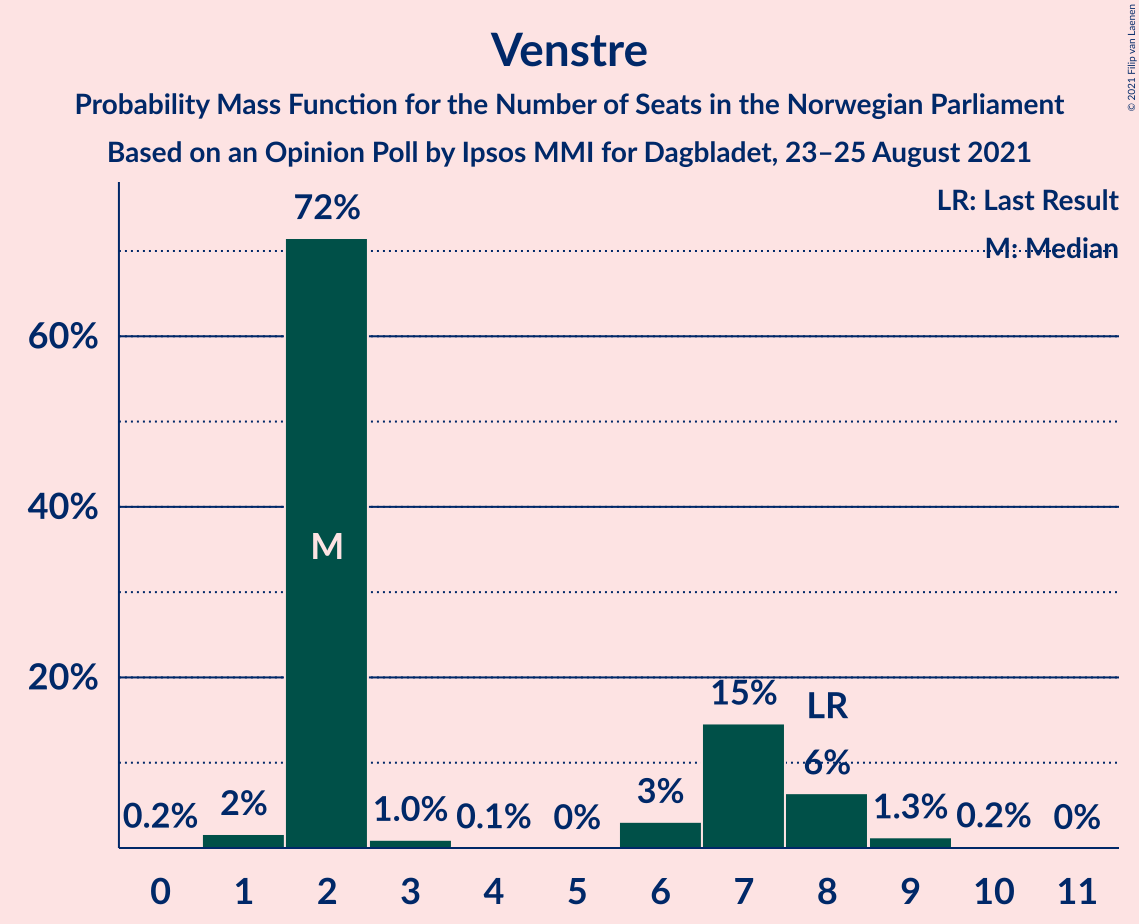 © 2021 Filip van Laenen
Venstre
Probability Mass Function for the Number of Seats in the Norwegian Parliament
Based on an Opinion Poll by Ipsos MMI for Dagbladet, 23–25 August 2021
LR: Last Result
M: Median
72%
60%
40%
20%
M
0.2%
2%
1.0%
0.1%
0%
3%
15%
LR
6%
1.3%
0.2%
0%
0 1 2 3 4 5 6 7 8 9 10 11